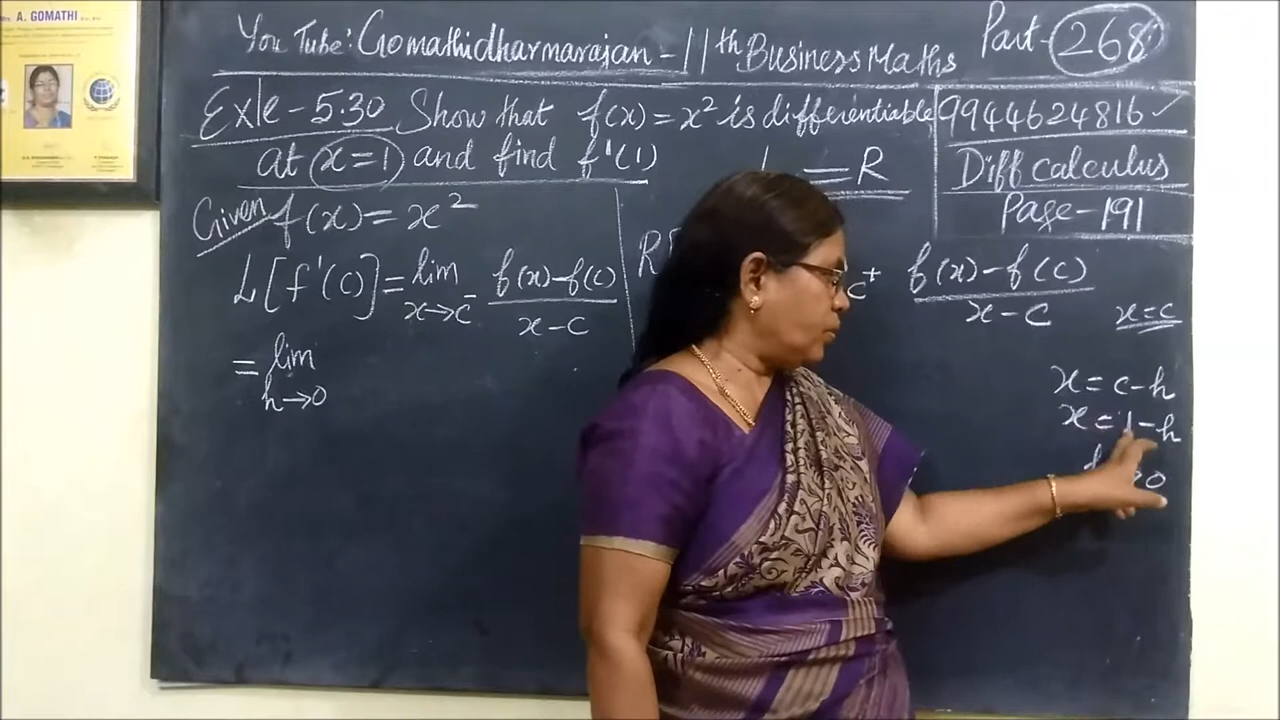 Mrs. A. GOMATHI
You Tube: Gomathidharmarajan - 11th Business Maths
Part - 268
Ex|e - 5.30 Show that f(x) = x² is differentiable
at x=1 and find f'(1)
L = R
9944624816 ✓
Diff calculus
Page - 191
Given f(x) = x²
L[f'(c)] = lim x→c⁻ f(x)-f(c) / x-c
= lim h→0
c⁺ f(x)-f(c) / x-c
x=c
x = c-h
x = 1-h